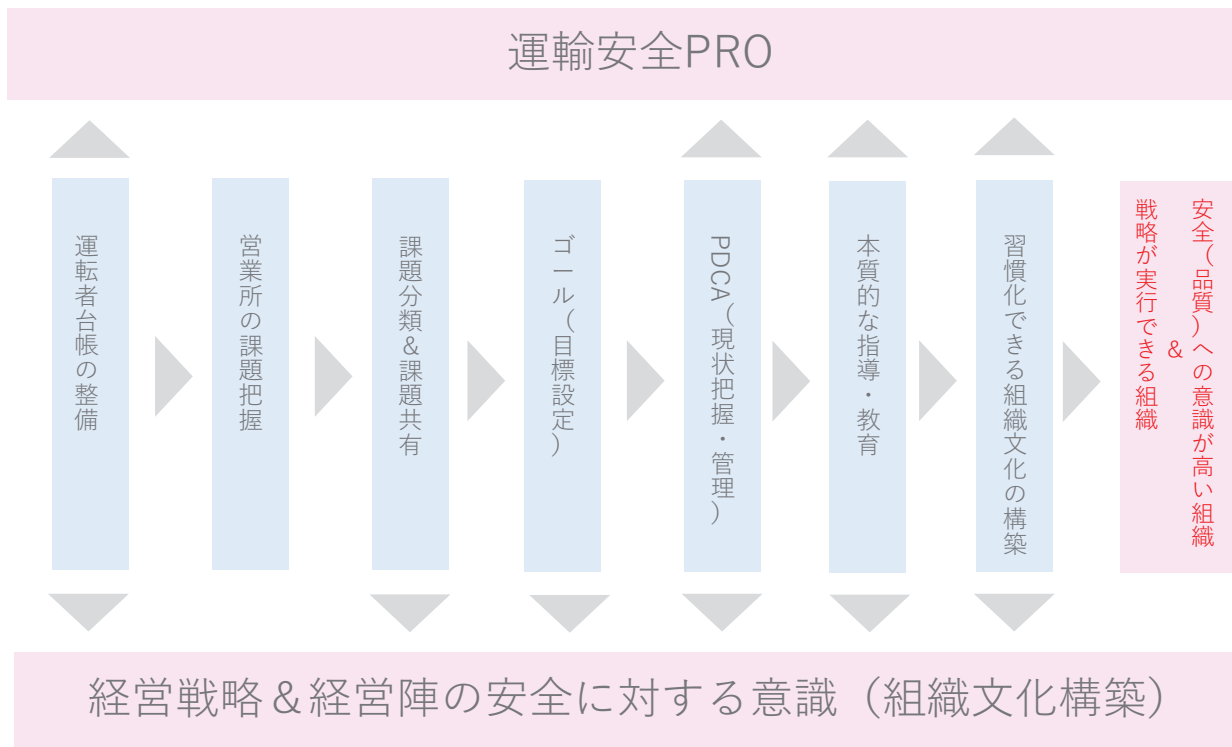 運輸安全PRO
運転者台帳の整備
営業所の課題把握
課題分類&課題共有
ゴール(目標設定)
PDCA(現状把握・管理)
本質的な指導・教育
習慣化できる組織文化の構築
安全(品質)への意識が高い組織
&
戦略が実行できる組織
経営戦略&経営陣の安全に対する意識(組織文化構築)